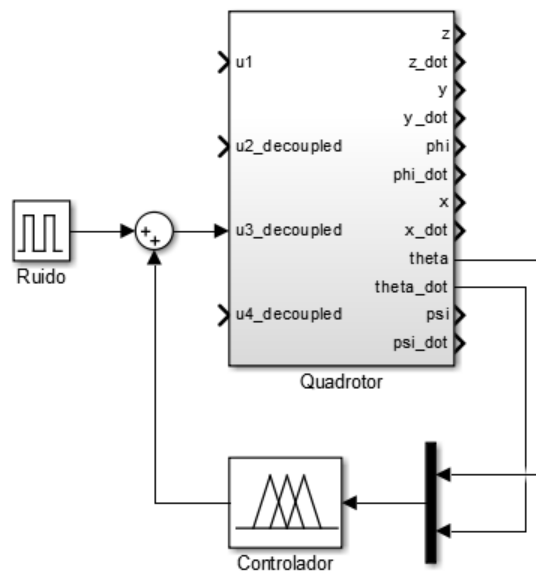 z
u1
z_dot
y
y_dot
u2_decoupled
phi
phi_dot
x
Ruido
+
+
u3_decoupled
x_dot
theta
theta_dot
u4_decoupled
psi
psi_dot
Quadrotor
Controlador